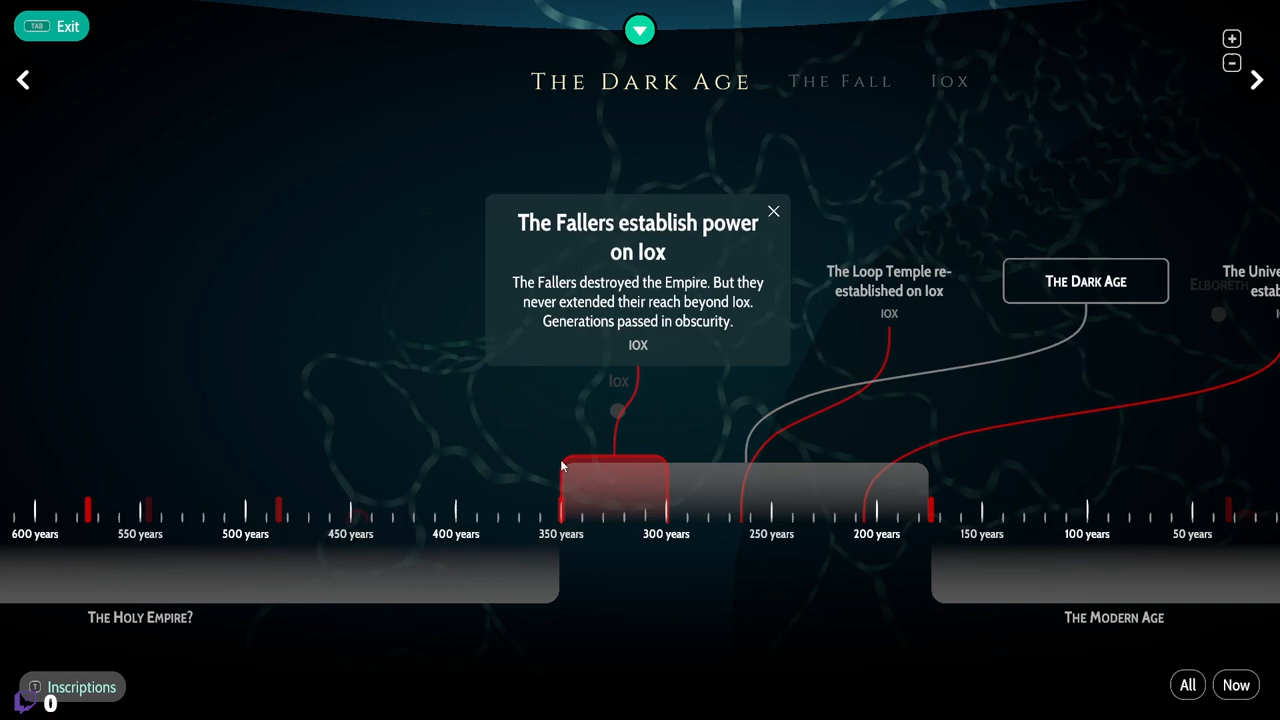 TAB Exit
THE DARK AGE THE FALL IOX
+
-
The Fallers establish power
on Iox
The Fallers destroyed the Empire. But they
never extended their reach beyond Iox.
Generations passed in obscurity.
IOX
Iox
The Loop Temple re-
established on Iox
IOX
THE DARK AGE
ELBORETH
The Unive
estab
600 years 550 years 500 years 450 years 400 years 350 years 300 years 250 years 200 years 150 years 100 years 50 years
THE HOLY EMPIRE?
THE MODERN AGE
T Inscriptions
0
All Now